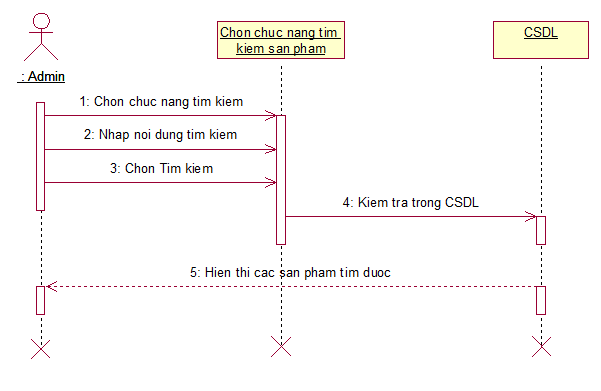 Chon chuc nang tim
kiem san pham
CSDL
: Admin
1: Chon chuc nang tim kiem
2: Nhap noi dung tim kiem
3: Chon Tim kiem
4: Kiem tra trong CSDL
5: Hien thi cac san pham tim duoc